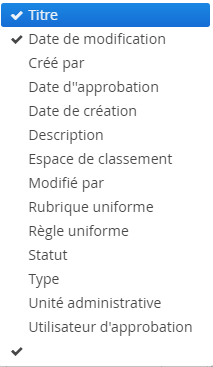 Titre
Date de modification
Créé par
Date d''approbation
Date de création
Description
Espace de classement
Modifié par
Rubrique uniforme
Règle uniforme
Statut
Type
Unité administrative
Utilisateur d'approbation